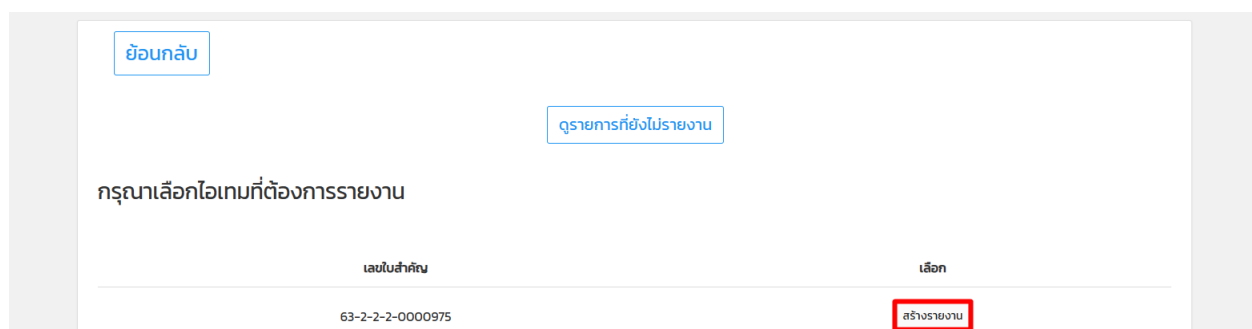 ย้อนกลับ
ดูรายการที่ยังไม่รายงาน
กรุณาเลือกไอเทมที่ต้องการรายงาน
เลขใบสำคัญ เลือก
63-2-2-2-0000975 สร้างรายงาน